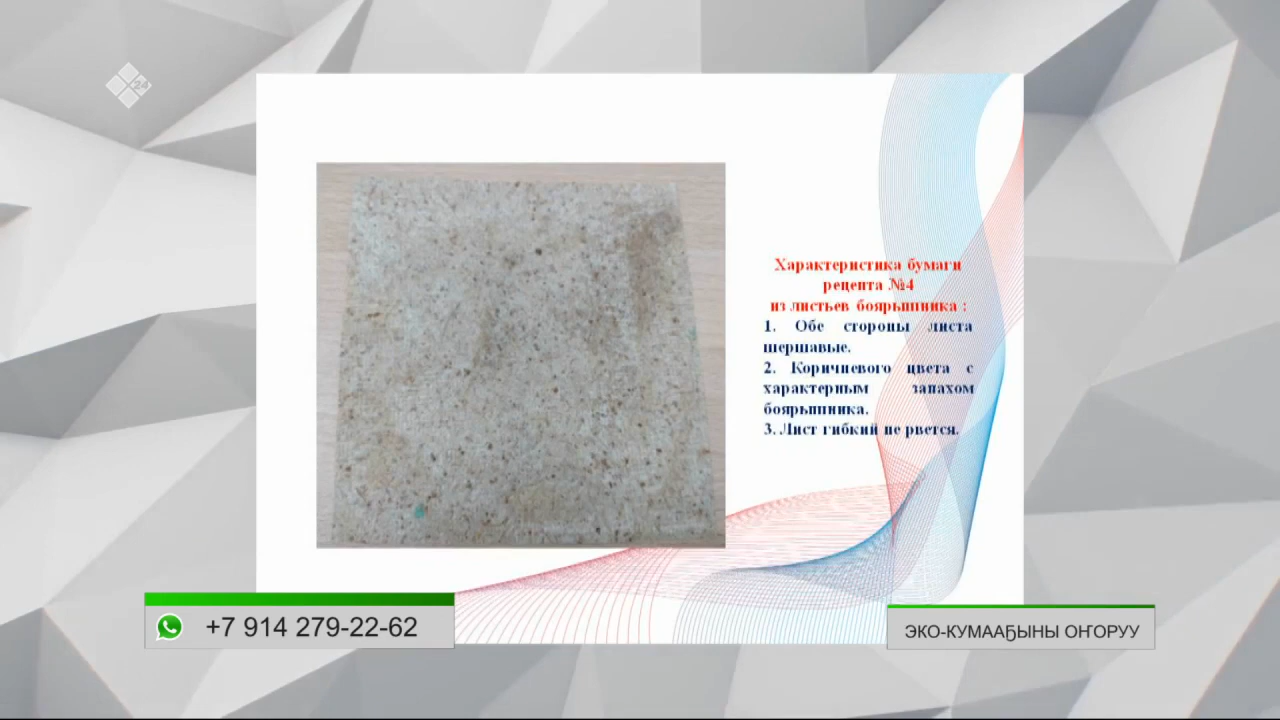 24
Характеристика бумаги
рецепта №4
из листьев боярышника :
1. Обе стороны листа
шершавые.
2. Коричневого цвета с
характерным запахом
боярышника.
3. Лист гибкий не рвется.
+7 914 279-22-62
ЭКО-КУМААҔЫНЫ ОҤОРУУ